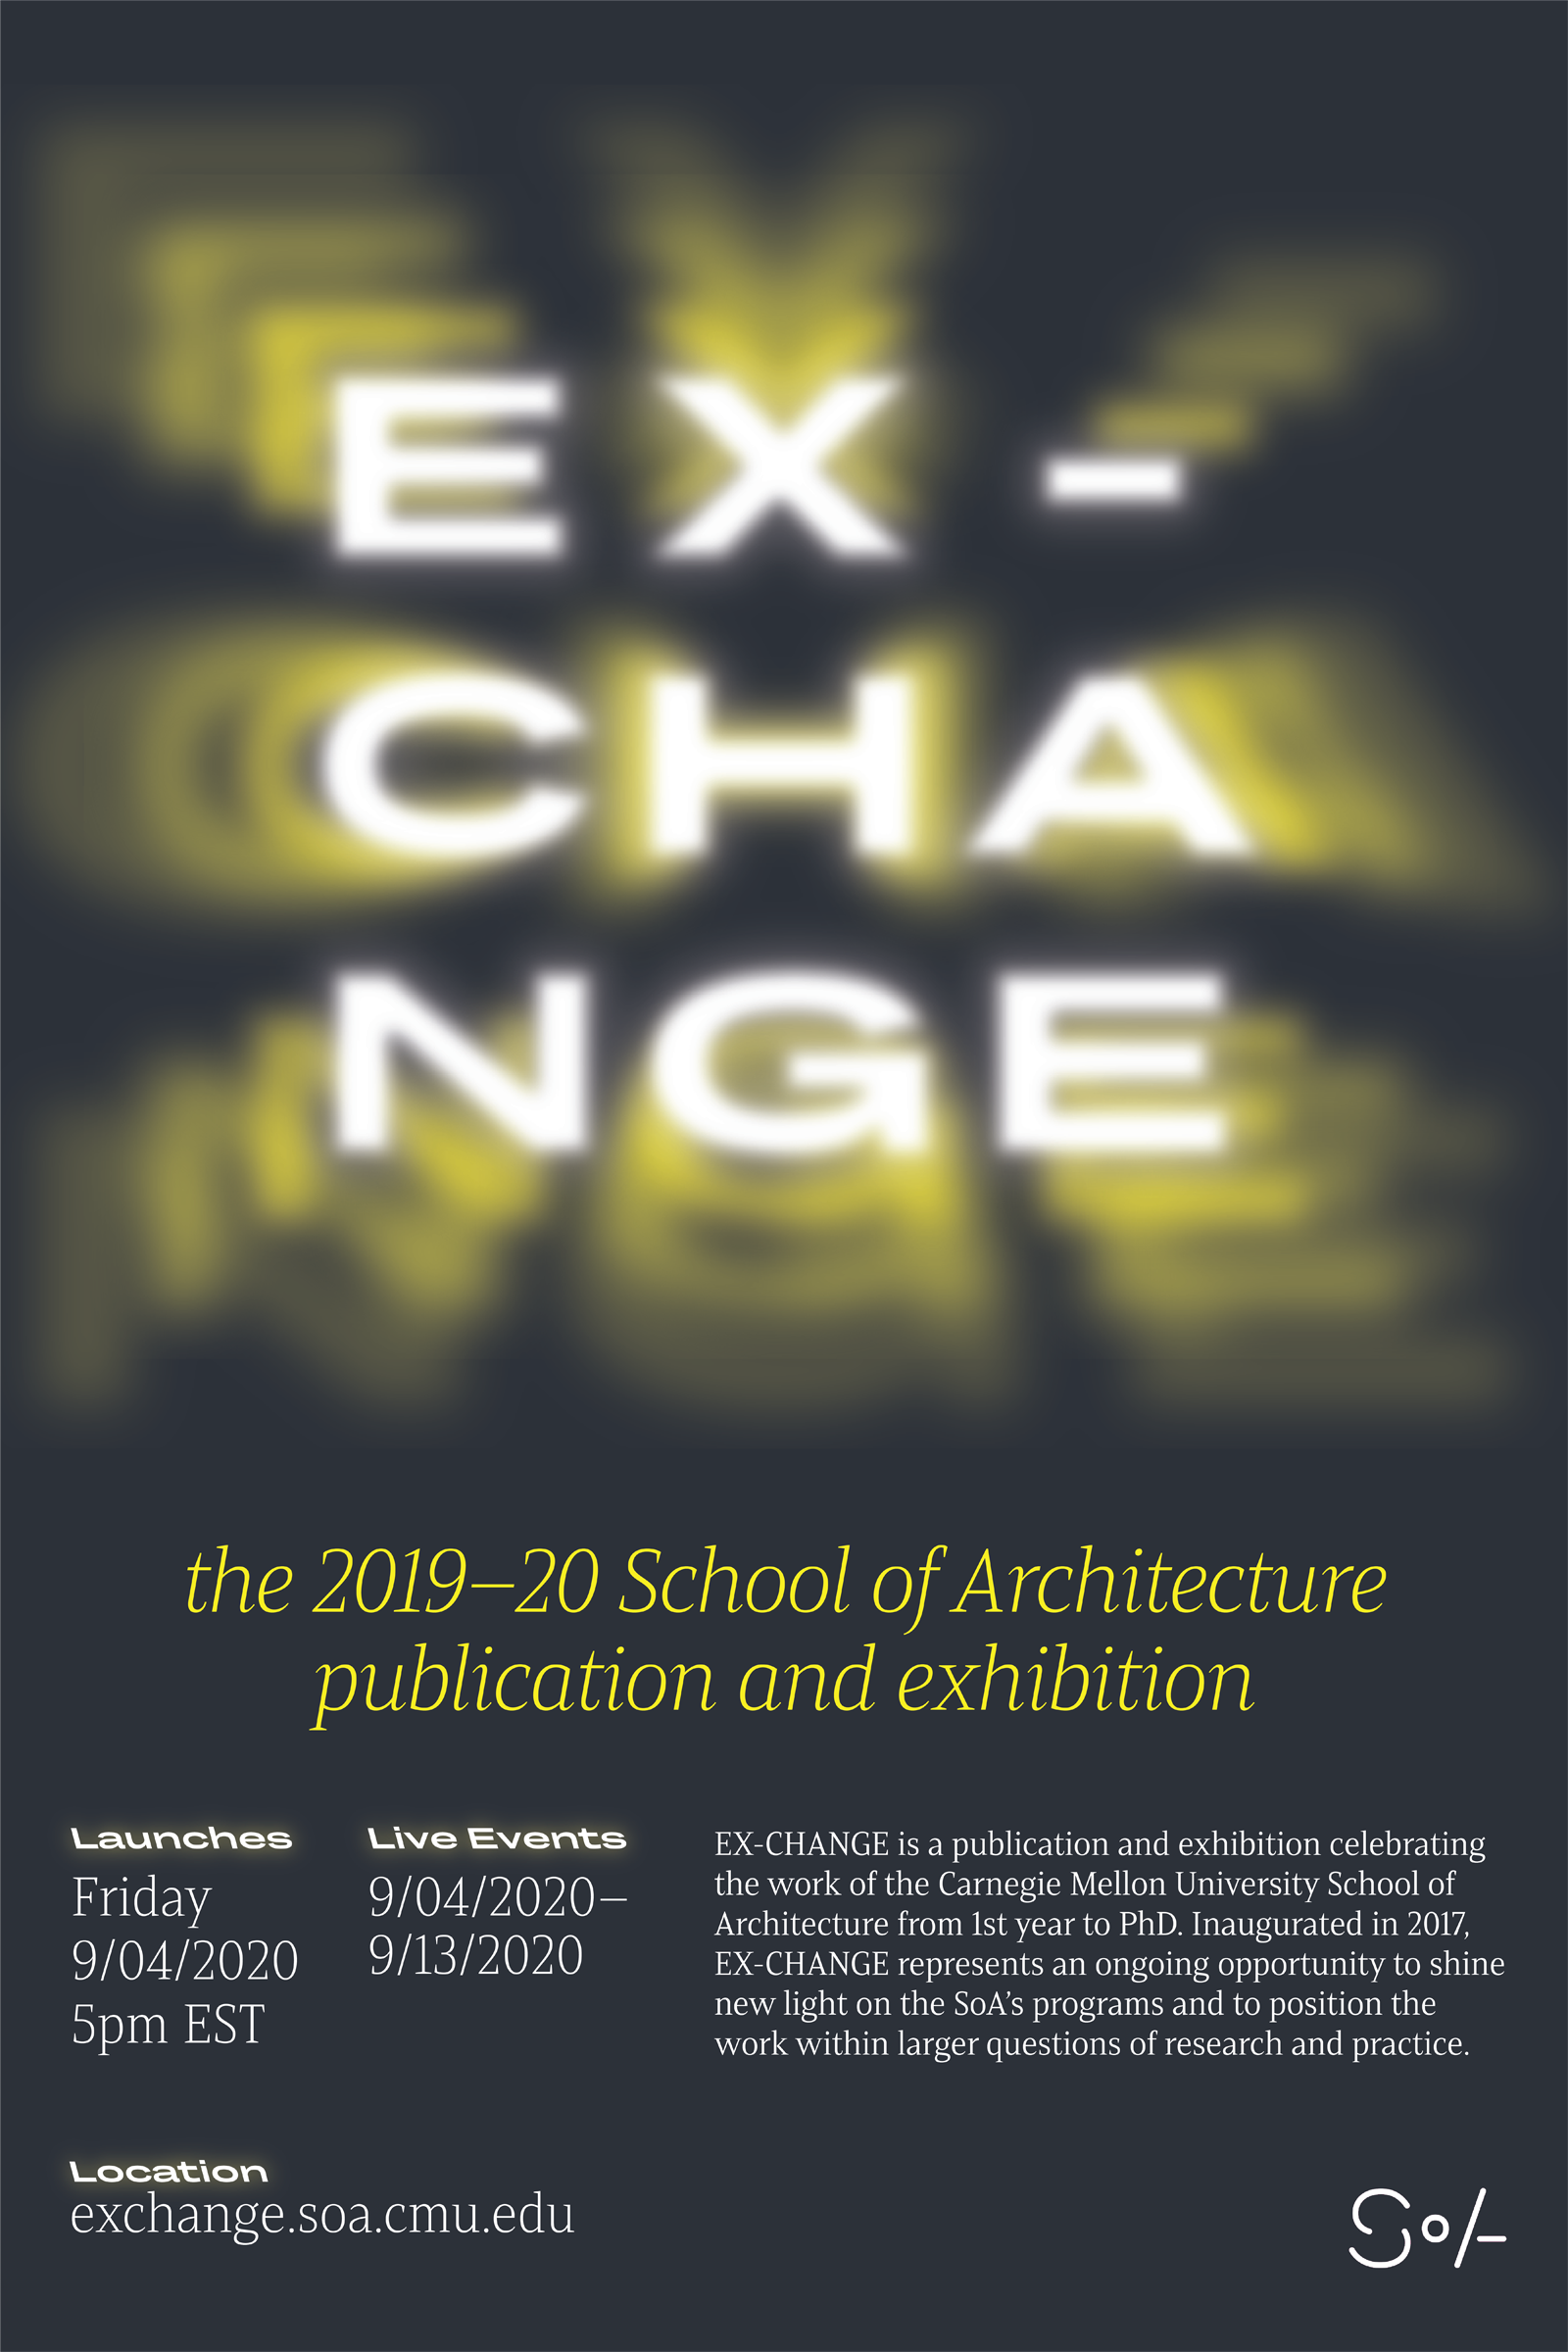 EX-
CHA
NGE
the 2019–20 School of Architecture
publication and exhibition
Launches
Friday
9/04/2020
5pm EST
Live Events
9/04/2020–
9/13/2020
EX-CHANGE is a publication and exhibition celebrating
the work of the Carnegie Mellon University School of
Architecture from 1st year to PhD. Inaugurated in 2017,
EX-CHANGE represents an ongoing opportunity to shine
new light on the SoA’s programs and to position the
work within larger questions of research and practice.
Location
exchange.soa.cmu.edu
So/-